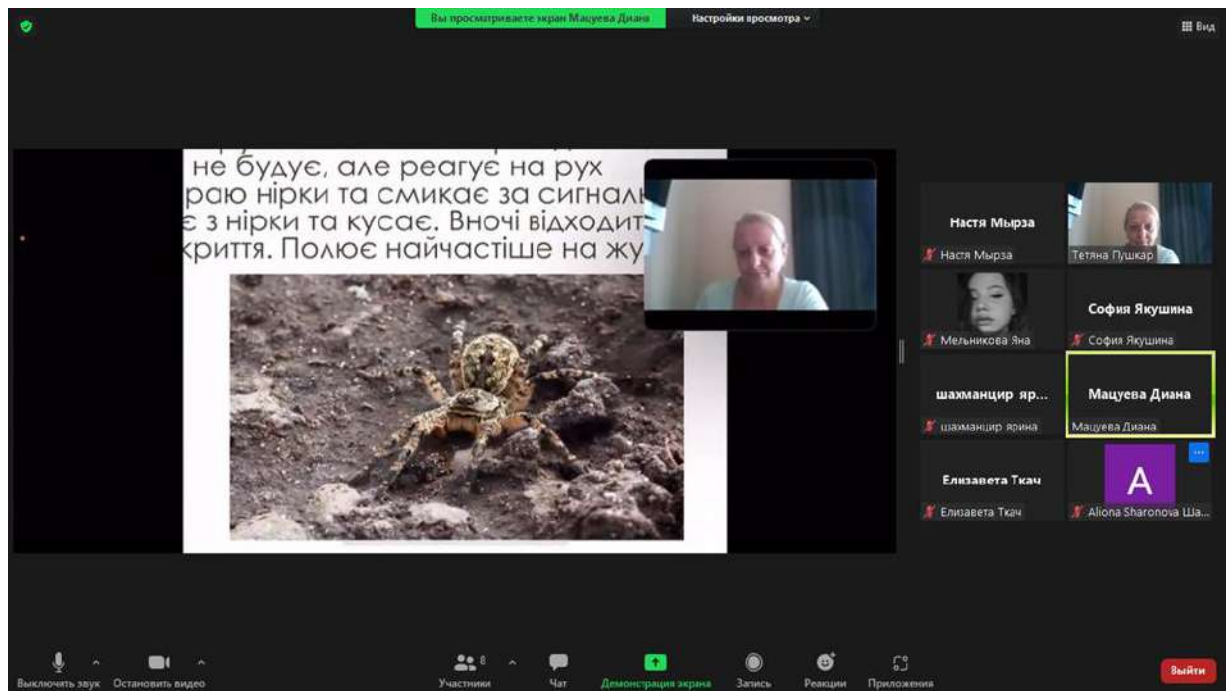 Вы просматриваете экран Мацуева Диана
Настройки просмотра
Вид
не будує, але реагує на рух
раю нірки та смикає за сигналь
є з нірки та кусає. Вночі відходит
криття. Полює найчастіше на жу
Настя Мырза
Настя Мырза
Тетяна Пушкар
Мельникова Яна
София Якушина
София Якушина
шахманцир яр...
шахманцир ярина
Мацуева Диана
Мацуева Диана
Елизавета Ткач
Елизавета Ткач
A
Aliona Sharonova Ша...
Выключить звук
Остановить видео
8
Участники
Чат
Демонстрация экрана
Запись
Реакции
Приложения
Выйти